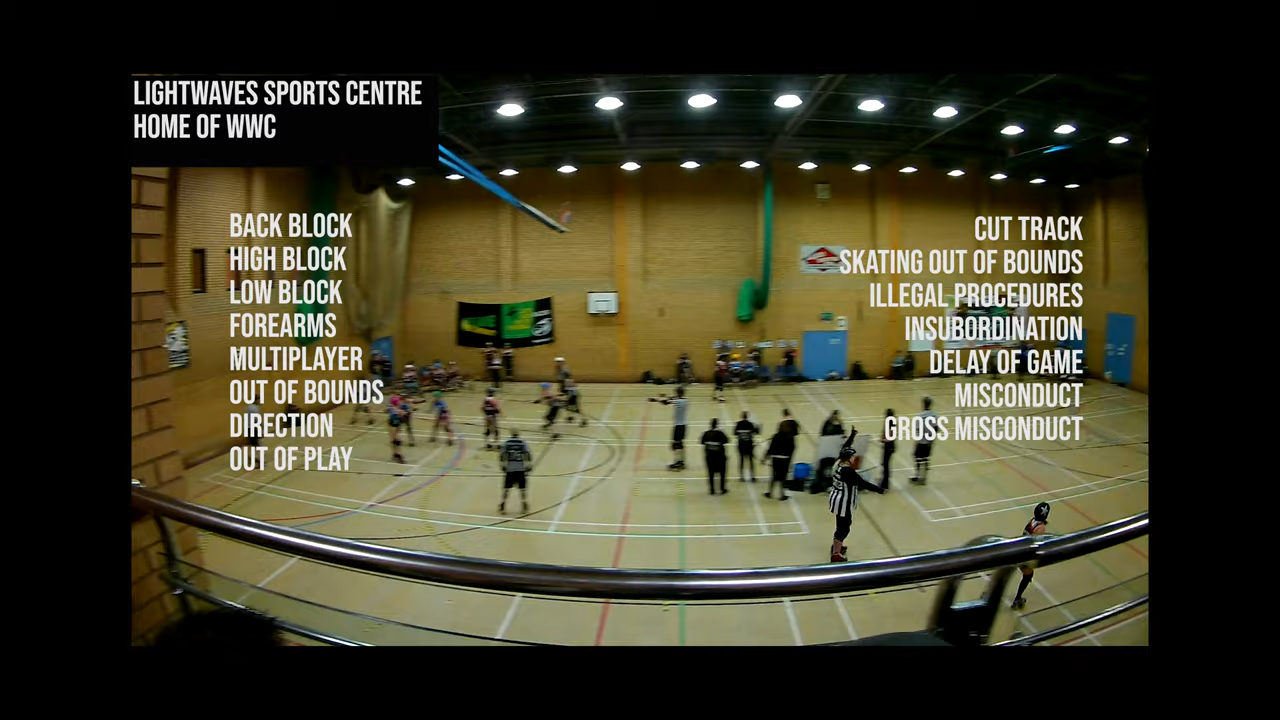 LIGHTWAVES SPORTS CENTRE
HOME OF WWC
BACK BLOCK
HIGH BLOCK
LOW BLOCK
FOREARMS
MULTIPLAYER
OUT OF BOUNDS
DIRECTION
OUT OF PLAY
CUT TRACK
SKATING OUT OF BOUNDS
ILLEGAL PROCEDURES
INSUBORDINATION
DELAY OF GAME
MISCONDUCT
GROSS MISCONDUCT